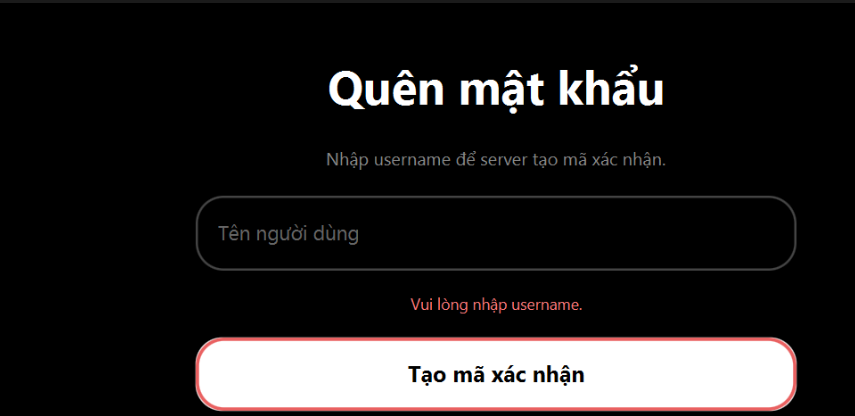 Quên mật khẩu
Nhập username để server tạo mã xác nhận.
Tên người dùng
Vui lòng nhập username.
Tạo mã xác nhận